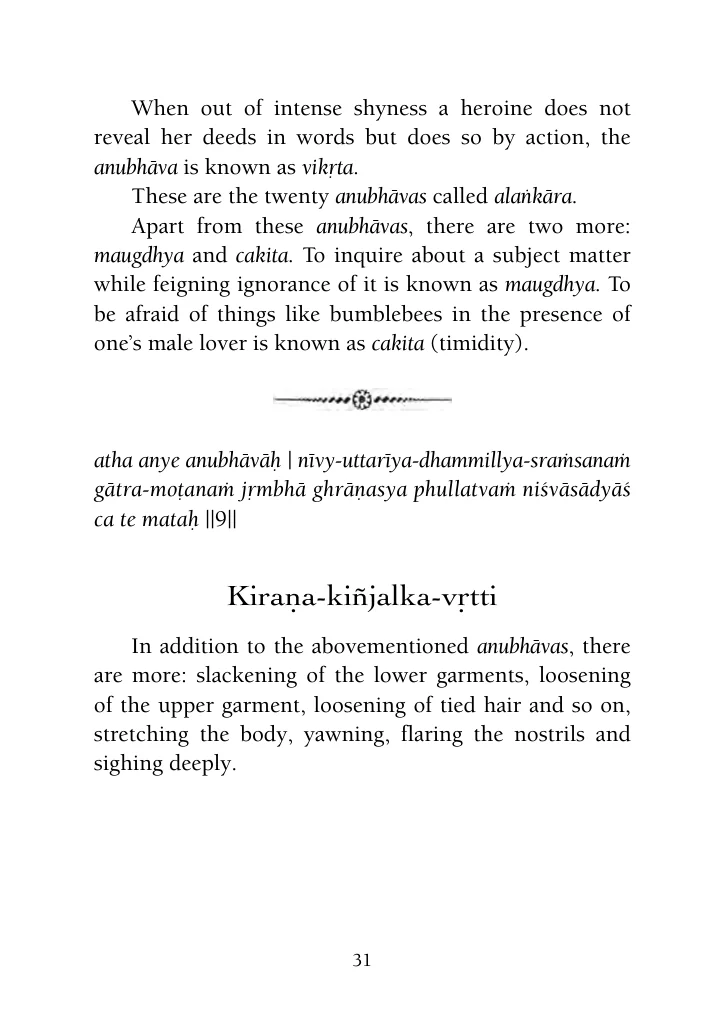 When out of intense shyness a heroine does not
reveal her deeds in words but does so by action, the
anubhāva is known as vikṛta.
These are the twenty anubhāvas called alaṅkāra.
Apart from these anubhāvas, there are two more:
maugdhya and cakita. To inquire about a subject matter
while feigning ignorance of it is known as maugdhya. To
be afraid of things like bumblebees in the presence of
one’s male lover is known as cakita (timidity).
atha anye anubhāvāḥ | nīvy-uttarīya-dhammillya-sraṁsanaṁ
gātra-moṭanaṁ jṛmbhā ghrāṇasya phullatvaṁ niśvāsādyāś
ca te mataḥ ||9||
Kiraṇa-kiñjalka-vṛtti
In addition to the abovementioned anubhāvas, there
are more: slackening of the lower garments, loosening
of the upper garment, loosening of tied hair and so on,
stretching the body, yawning, flaring the nostrils and
sighing deeply.
31